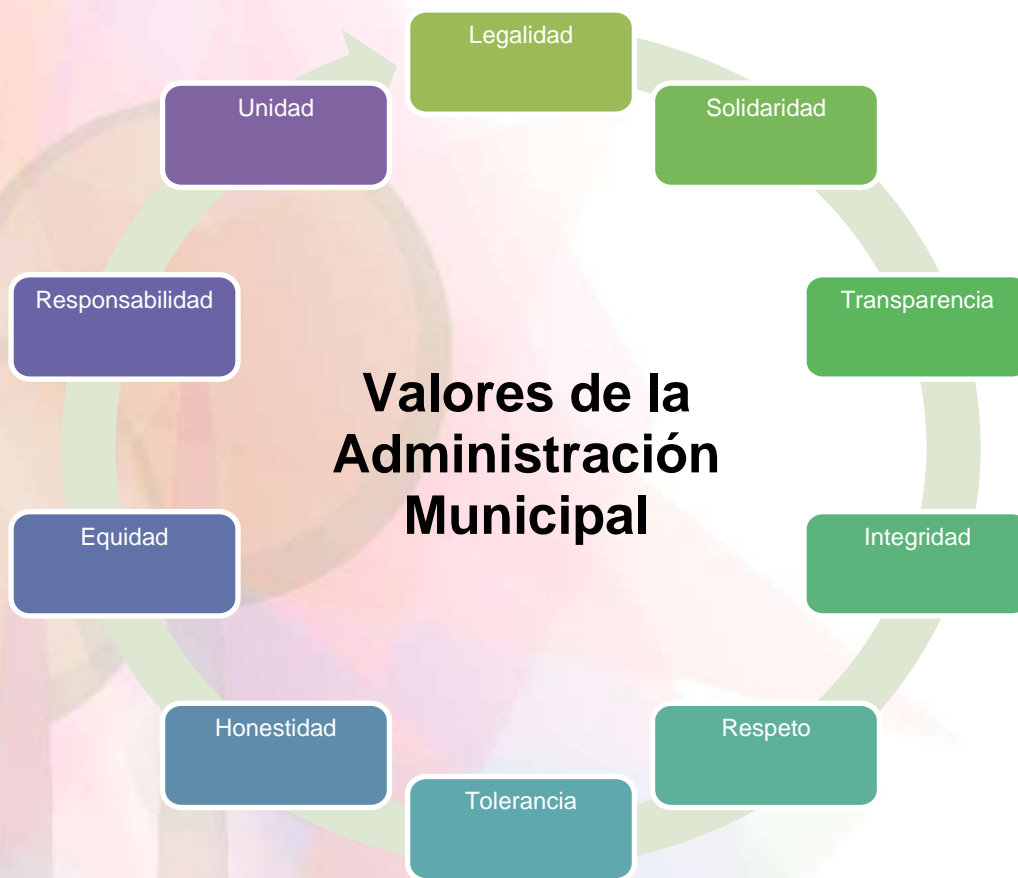 Legalidad
Solidaridad
Transparencia
Integridad
Respeto
Tolerancia
Honestidad
Equidad
Responsabilidad
Unidad
Valores de la
Administración
Municipal